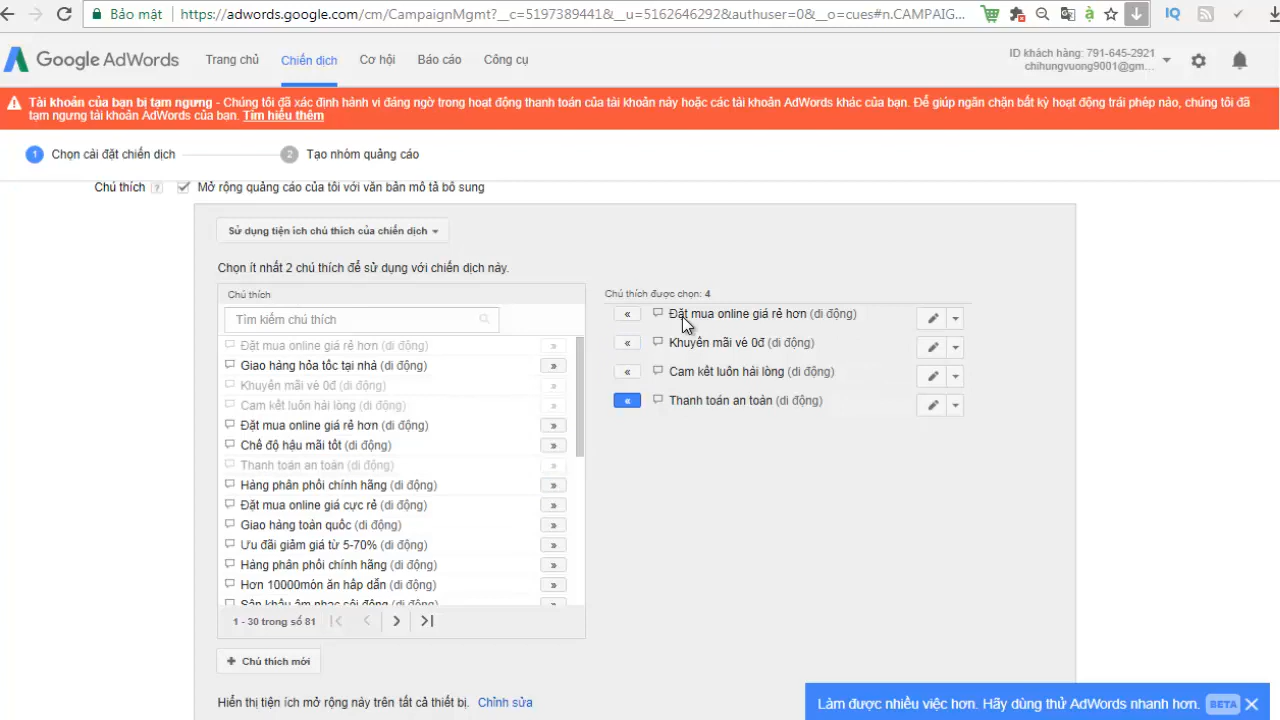 Bảo mật
https://adwords.google.com/cm/CampaignMgmt?__c=5197389441&__u=5162646292&authuser=0&__o=cues#n.CAMPAIG...
Google AdWords
Trang chủ
Chiến dịch
Cơ hội
Báo cáo
Công cụ
ID khách hàng: 791-645-2921
chihungvuong9001@gm...
Tài khoản của bạn bị tạm ngưng - Chúng tôi đã xác định hành vi đáng ngờ trong hoạt động thanh toán của tài khoản này hoặc các tài khoản AdWords khác của bạn. Để giúp ngăn chặn bất kỳ hoạt động trái phép nào, chúng tôi đã
tạm ngưng tài khoản AdWords của bạn. Tìm hiểu thêm
1 Chọn cài đặt chiến dịch
2 Tạo nhóm quảng cáo
Chú thích ? Mở rộng quảng cáo của tôi với văn bản mô tả bổ sung
Sử dụng tiện ích chú thích của chiến dịch
Chọn ít nhất 2 chú thích để sử dụng với chiến dịch này.
Chú thích
Tìm kiếm chú thích
Đặt mua online giá rẻ hơn (di động) »
Giao hàng hỏa tốc tại nhà (di động) »
Khuyến mãi vé 0đ (di động) »
Cam kết luôn hài lòng (di động) »
Đặt mua online giá rẻ hơn (di động) »
Chế độ hậu mãi tốt (di động) »
Thanh toán an toàn (di động) »
Hàng phân phối chính hãng (di động) »
Đặt mua online giá cực rẻ (di động) »
Giao hàng toàn quốc (di động) »
Ưu đãi giảm giá từ 5-70% (di động) »
Hàng phân phối chính hãng (di động) »
Hơn 10000món ăn hấp dẫn (di động) »
Sân khấu âm nhạc sôi động (di động) »
1 - 30 trong số 81
Chú thích được chọn: 4
« Đặt mua online giá rẻ hơn (di động)
« Khuyến mãi vé 0đ (di động)
« Cam kết luôn hài lòng (di động)
« Thanh toán an toàn (di động)
+ Chú thích mới
Hiển thị tiện ích mở rộng này trên tất cả thiết bị. Chỉnh sửa
Làm được nhiều việc hơn. Hãy dùng thử AdWords nhanh hơn. BETA
IQ